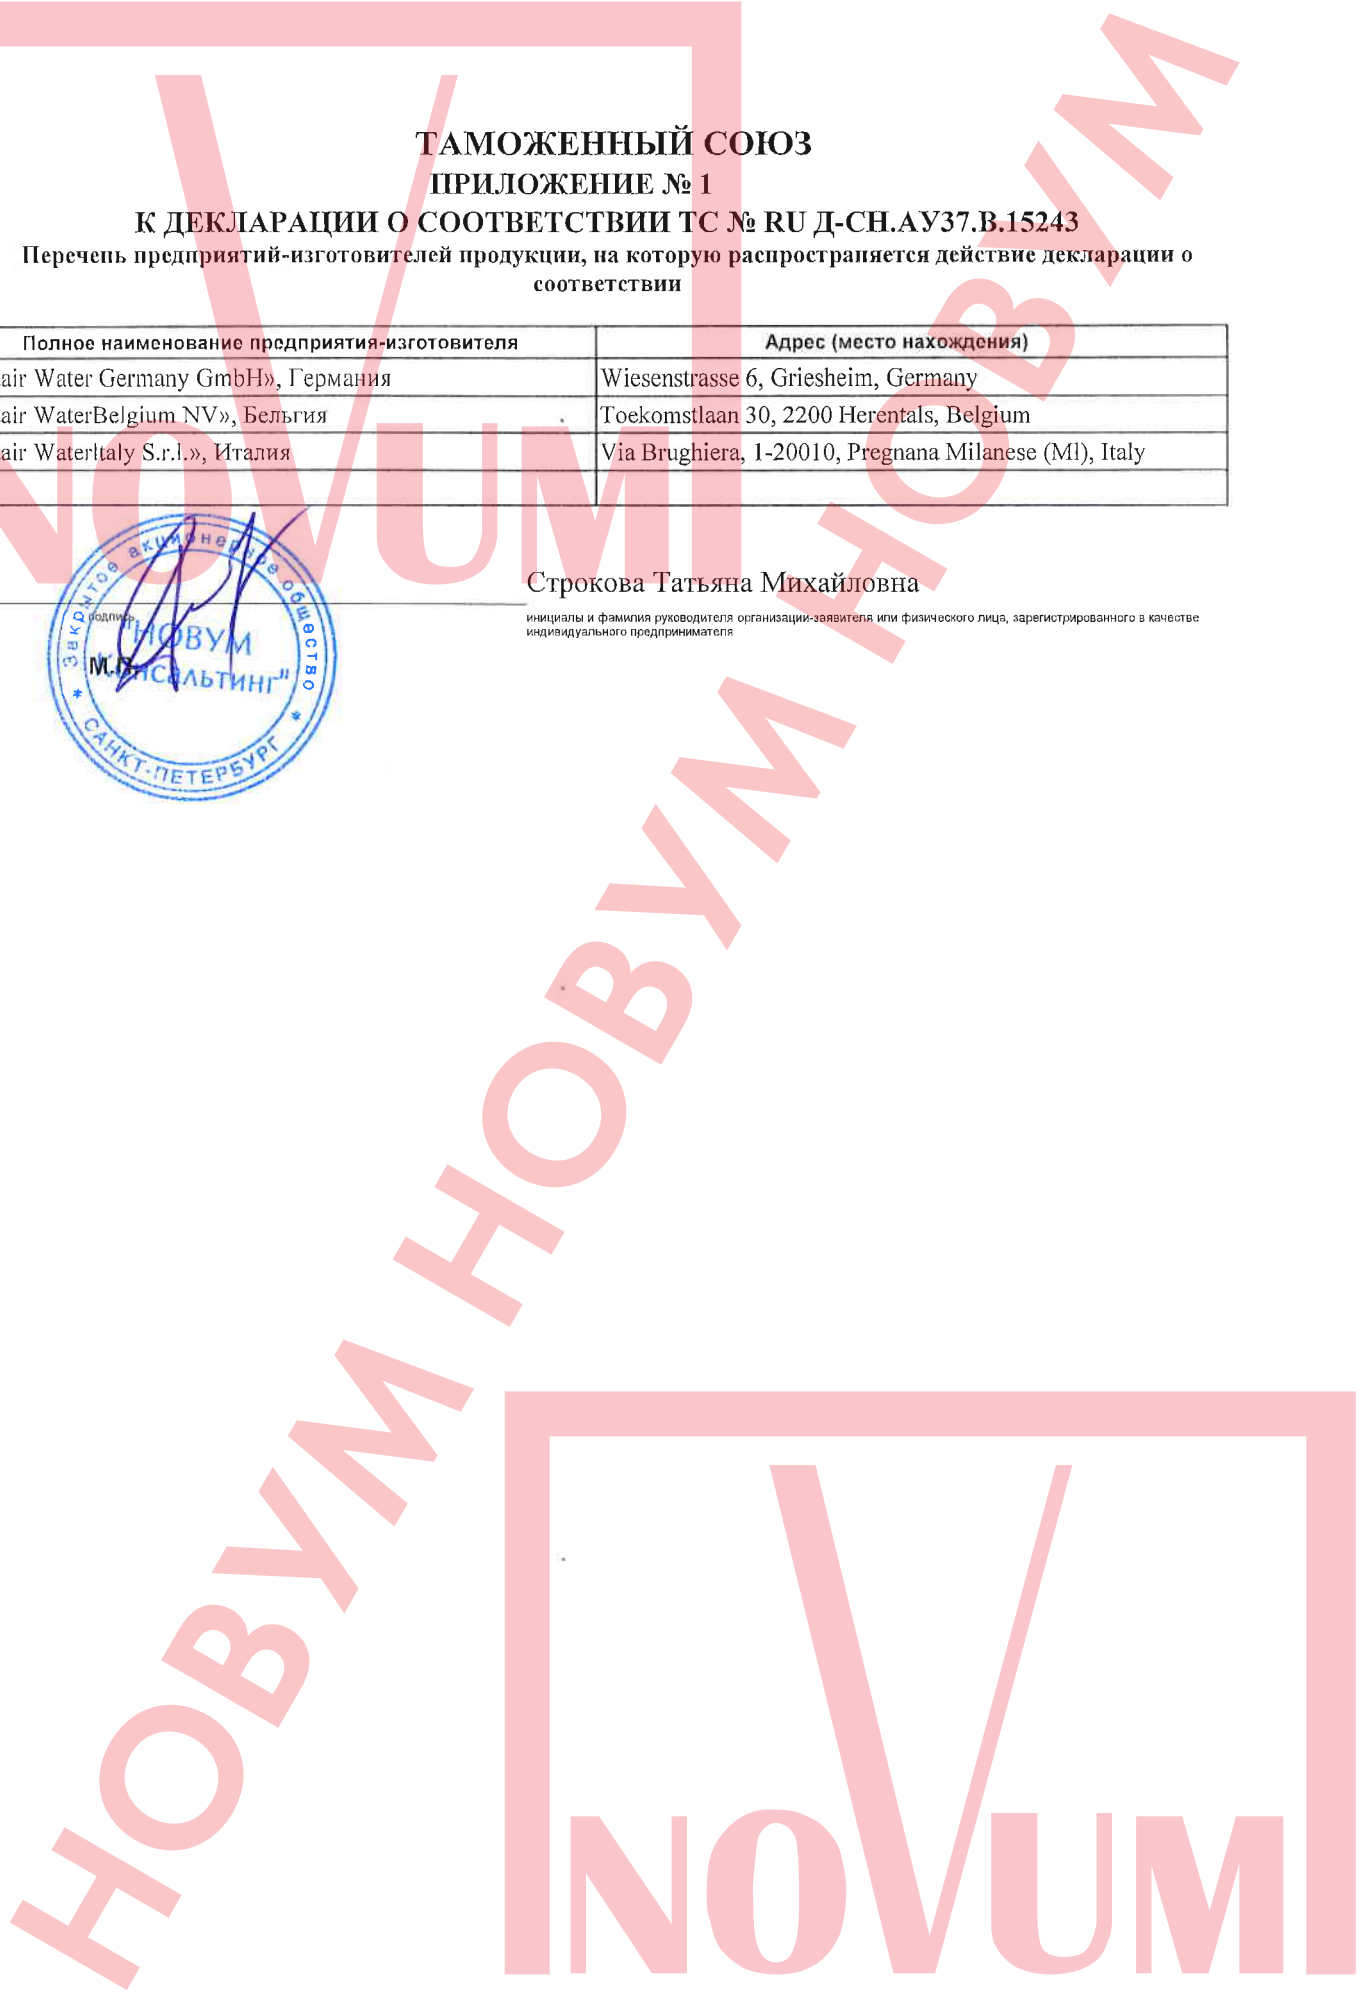 ТАМОЖЕННЫЙ СОЮЗ
ПРИЛОЖЕНИЕ № 1
К ДЕКЛАРАЦИИ О СООТВЕТСТВИИ ТС № RU Д-CH.АУ37.В.15243
Перечень предприятий-изготовителей продукции, на которую распространяется действие декларации о
соответствии
Полное наименование предприятия-изготовителя Адрес (место нахождения)
air Water Germany GmbH», Германия Wiesenstrasse 6, Griesheim, Germany
air WaterBelgium NV», Бельгия Toekomstlaan 30, 2200 Herentals, Belgium
air WaterItaly S.r.l.», Италия Via Brughiera, 1-20010, Pregnana Milanese (MI), Italy
NOVUM
Строкова Татьяна Михайловна
подпись
инициалы и фамилия руководителя организации-заявителя или физического лица, зарегистрированного в качестве
индивидуального предпринимателя
М.П.
Закрытое акционерное общество
"НОВУМ
Консалтинг"
* САНКТ-ПЕТЕРБУРГ *
НОВУМ НОВУМ НОВУМ
NOVUM